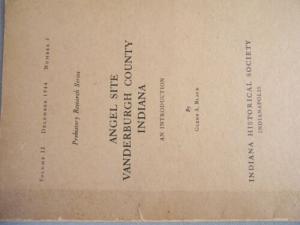 VOLUME II DECEMBER 1944 NUMBER 5
Prehistory Research Series
ANGEL SITE
VANDERBURGH COUNTY
INDIANA
AN INTRODUCTION
By
GLENN A. BLACK
INDIANA HISTORICAL SOCIETY
INDIANAPOLIS